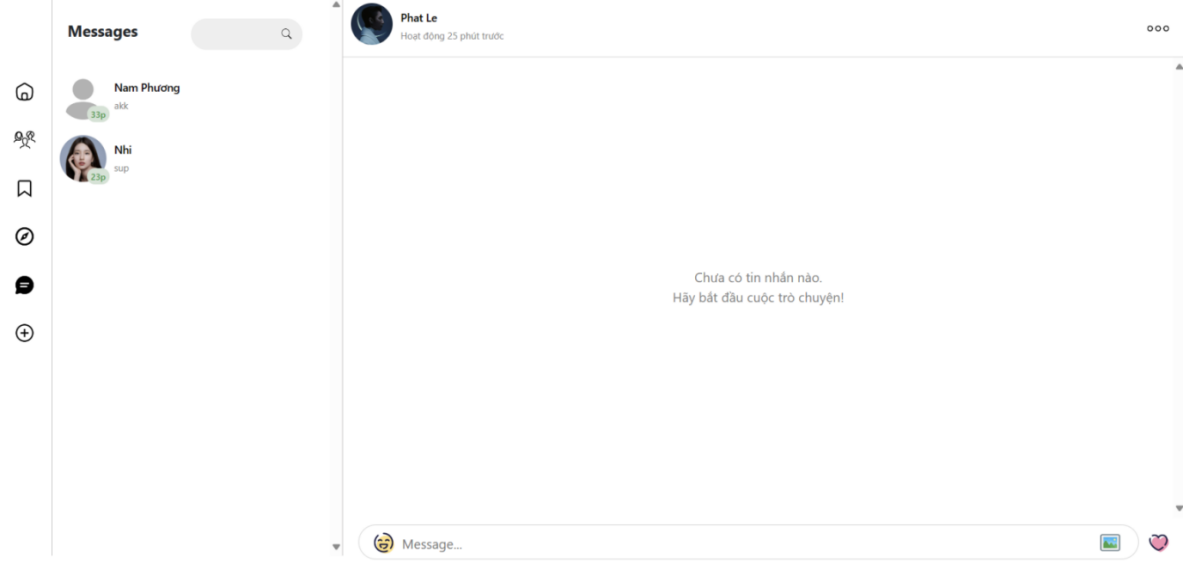 Messages
Nam Phương
akk
33p
Nhi
sup
23p
Phat Le
Hoạt động 25 phút trước
Chưa có tin nhắn nào.
Hãy bắt đầu cuộc trò chuyện!
Message...